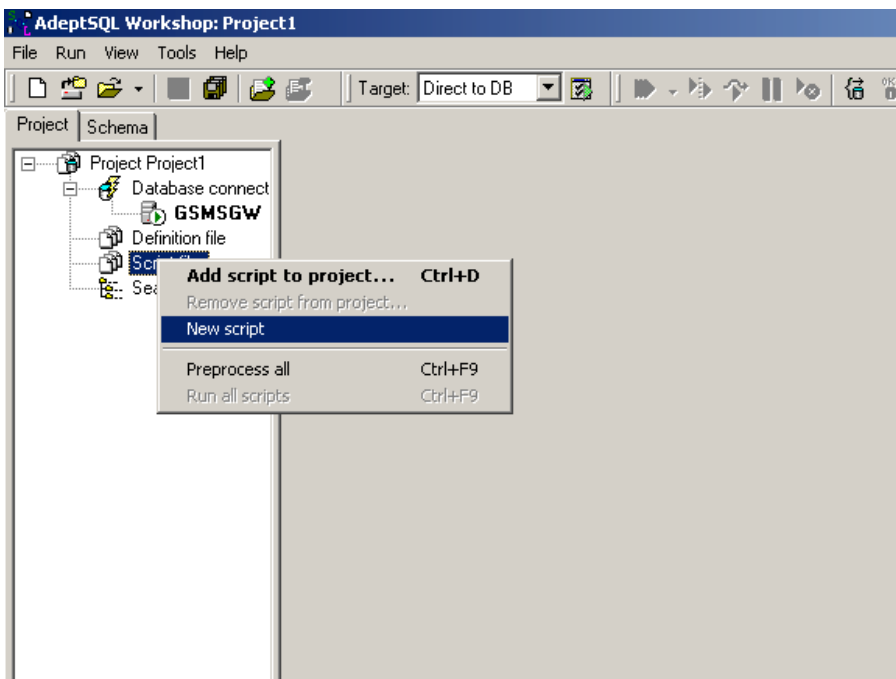 AdeptSQL Workshop: Project1
File Run View Tools Help
Target: Direct to DB
Project Schema
Project Project1
Database connect
GSMSGW
Definition file
Add script to project... Ctrl+D
Remove script from project...
New script
Preprocess all Ctrl+F9
Run all scripts Ctrl+F9